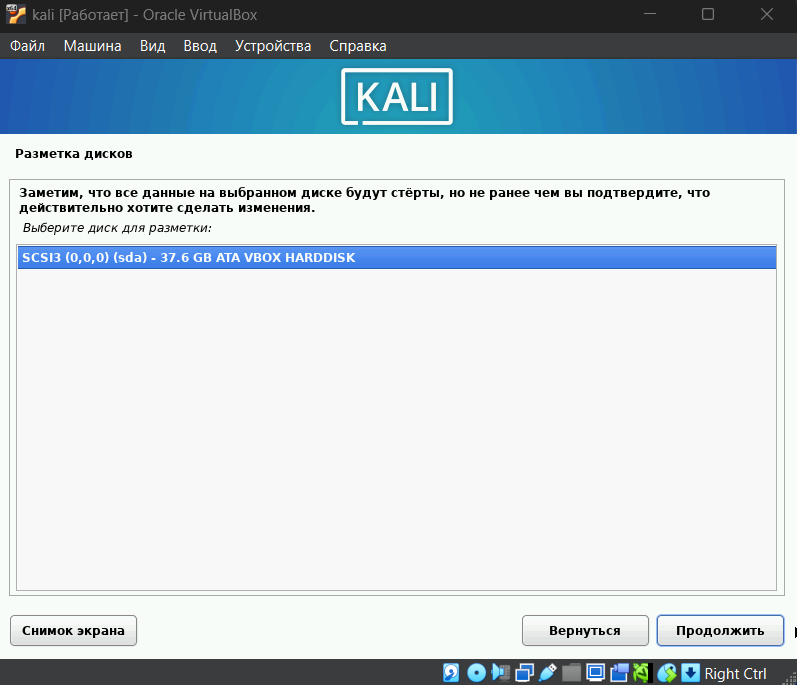 kali [Работает] - Oracle VirtualBox
Файл Машина Вид Ввод Устройства Справка
KALI
Разметка дисков
Заметим, что все данные на выбранном диске будут стёрты, но не ранее чем вы подтвердите, что
действительно хотите сделать изменения.
Выберите диск для разметки:
SCSI3 (0,0,0) (sda) - 37.6 GB ATA VBOX HARDDISK
Снимок экрана Вернуться Продолжить
Right Ctrl